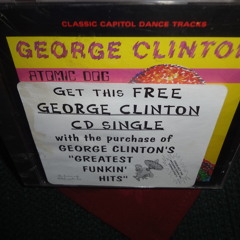 CLASSIC CAPITOL DANCE TRACKS
GEORGE CLINTON
ATOMIC DOG
GET THIS FREE
GEORGE CLINTON
CD SINGLE
with the purchase of
GEORGE CLINTON'S
"GREATEST
FUNKIN'
HITS"